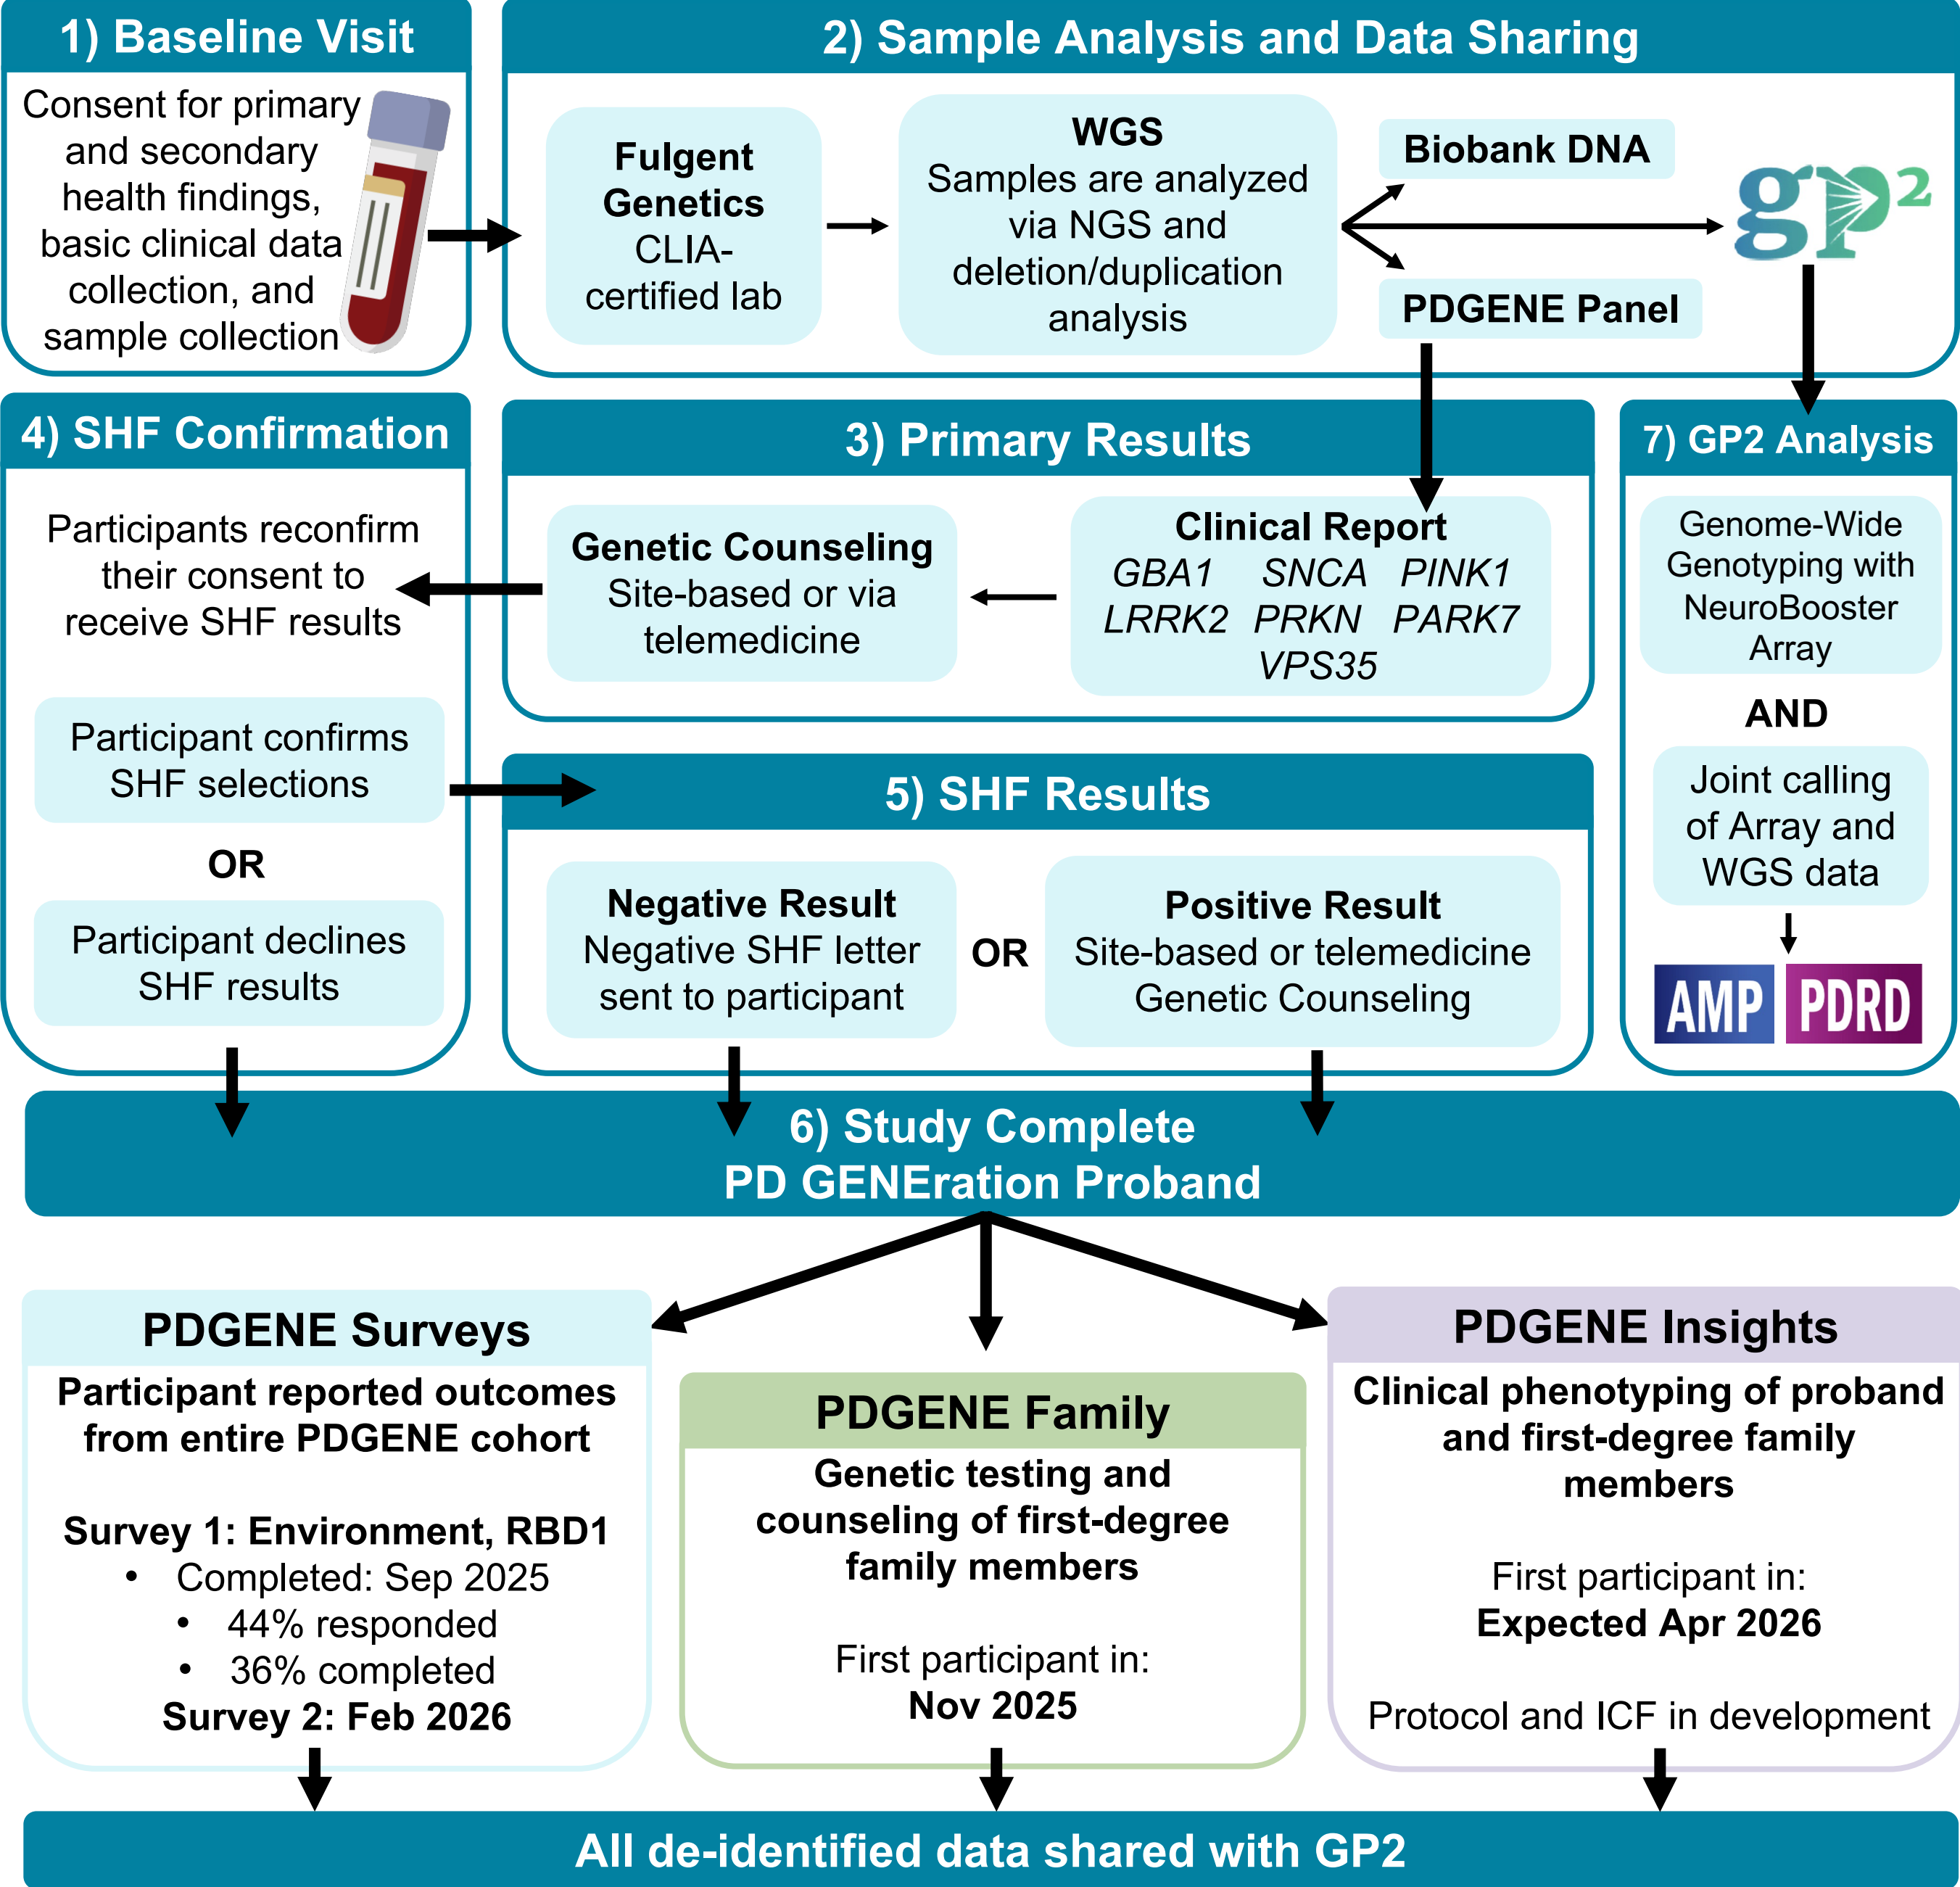 1) Baseline Visit
Consent for primary
and secondary
health findings,
basic clinical data
collection, and
sample collection
2) Sample Analysis and Data Sharing
Fulgent
Genetics
CLIA-
certified lab
WGS
Samples are analyzed
via NGS and
deletion/duplication
analysis
Biobank DNA
PDGENE Panel
gp2
3) Primary Results
Clinical Report
GBA1 SNCA PINK1
LRRK2 PRKN PARK7
VPS35
Genetic Counseling
Site-based or via
telemedicine
4) SHF Confirmation
Participants reconfirm
their consent to
receive SHF results
Participant confirms
SHF selections
OR
Participant declines
SHF results
5) SHF Results
Negative Result
Negative SHF letter
sent to participant
OR
Positive Result
Site-based or telemedicine
Genetic Counseling
7) GP2 Analysis
Genome-Wide
Genotyping with
NeuroBooster
Array
AND
Joint calling
of Array and
WGS data
AMP PDRD
6) Study Complete
PD GENEration Proband
PDGENE Surveys
Participant reported outcomes
from entire PDGENE cohort
Survey 1: Environment, RBD1
• Completed: Sep 2025
• 44% responded
• 36% completed
Survey 2: Feb 2026
PDGENE Family
Genetic testing and
counseling of first-degree
family members
First participant in:
Nov 2025
PDGENE Insights
Clinical phenotyping of proband
and first-degree family
members
First participant in:
Expected Apr 2026
Protocol and ICF in development
All de-identified data shared with GP2